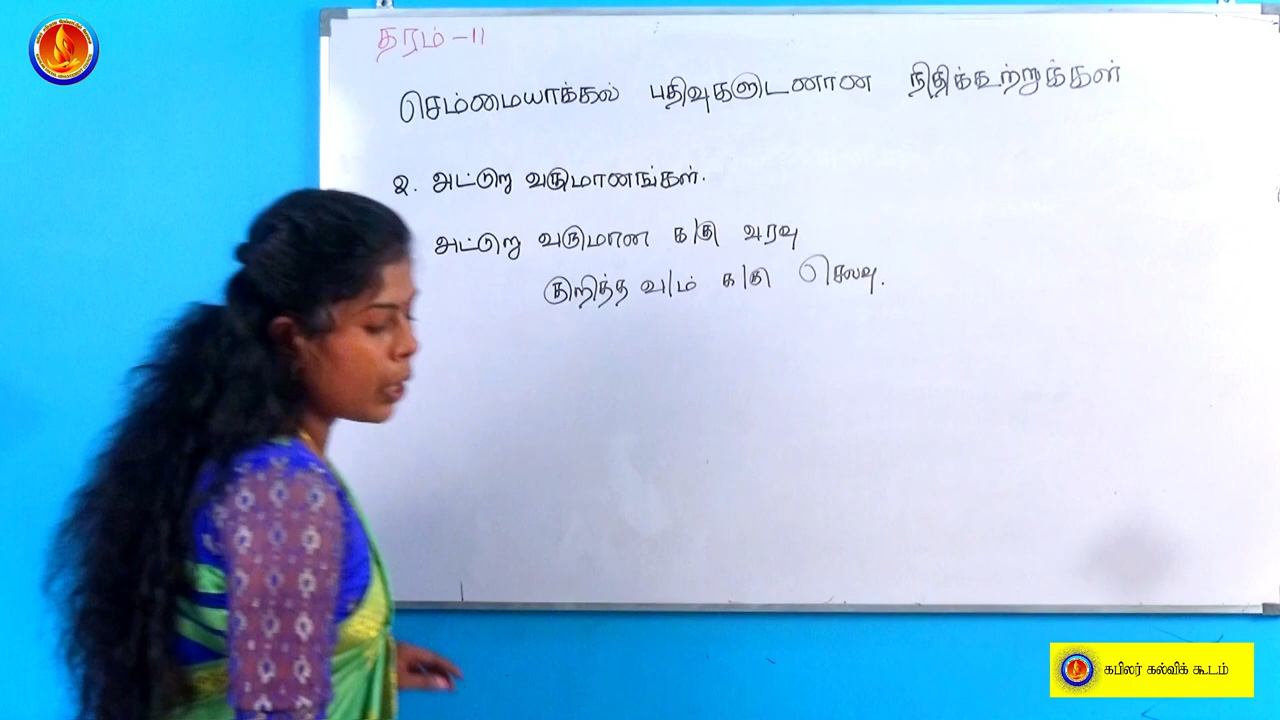 தரம் -11
செம்மையாக்கல் பதிவுகளுடனான நிதிக்கூற்றுக்கள்
2. அட்டுறு வருமானங்கள்.
அட்டுறு வருமான க/கு வரவு
குறித்த வ/ம் க/கு செலவு.
கபிலர் கல்விக் கூடம்